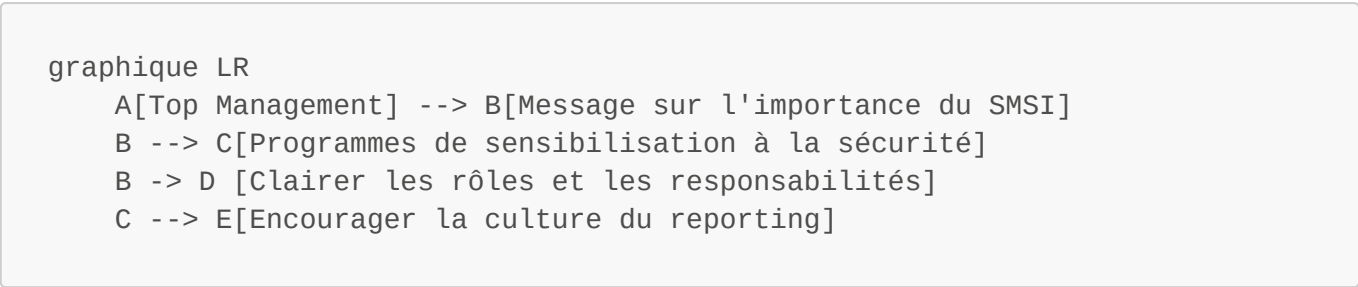 graphique LR
A[Top Management] --> B[Message sur l'importance du SMSI]
B --> C[Programmes de sensibilisation à la sécurité]
B -> D [Clairer les rôles et les responsabilités]
C --> E[Encourager la culture du reporting]